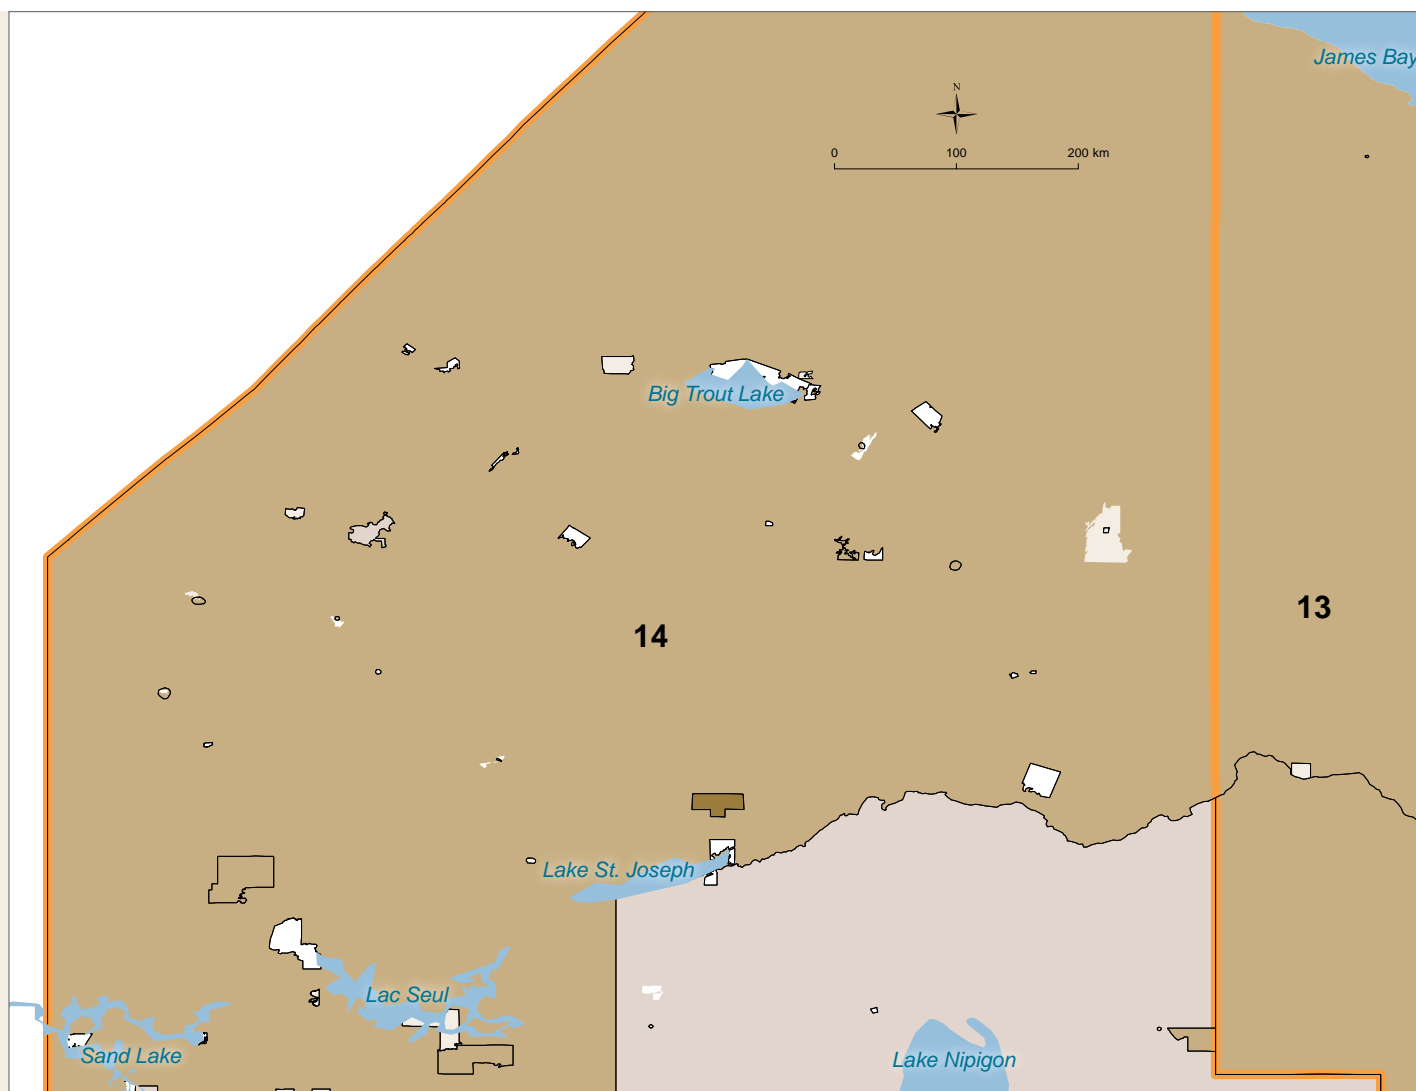 James Bay
N
0 100 200 km
Big Trout Lake
13
14
Lake St. Joseph
Lac Seul
Sand Lake
Lake Nipigon